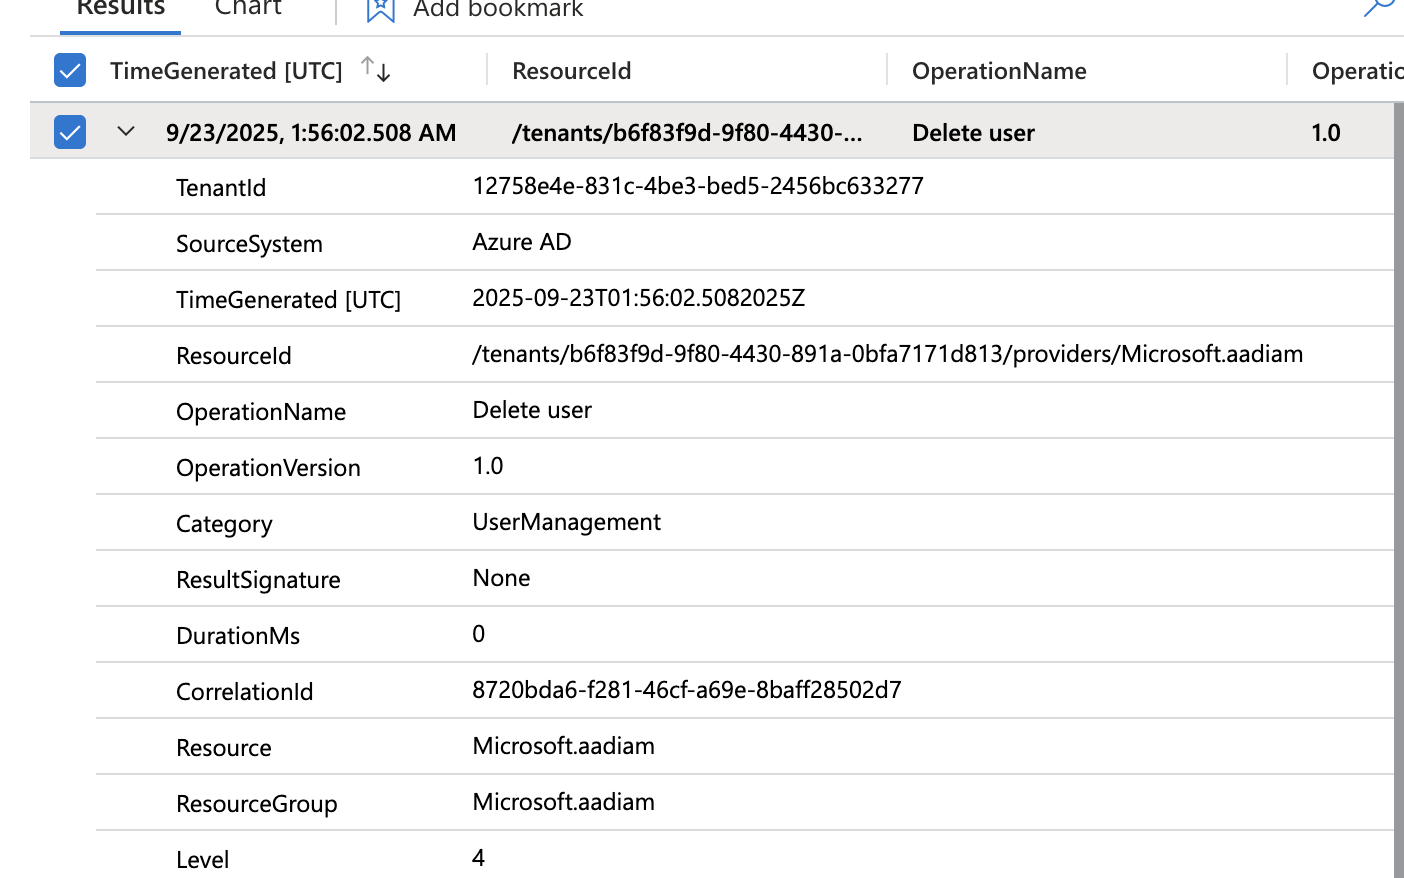 Results Chart Add bookmark
TimeGenerated [UTC] ↑↓ ResourceId OperationName Operatio
9/23/2025, 1:56:02.508 AM /tenants/b6f83f9d-9f80-4430-... Delete user 1.0
TenantId 12758e4e-831c-4be3-bed5-2456bc633277
SourceSystem Azure AD
TimeGenerated [UTC] 2025-09-23T01:56:02.5082025Z
ResourceId /tenants/b6f83f9d-9f80-4430-891a-0bfa7171d813/providers/Microsoft.aadiam
OperationName Delete user
OperationVersion 1.0
Category UserManagement
ResultSignature None
DurationMs 0
CorrelationId 8720bda6-f281-46cf-a69e-8baff28502d7
Resource Microsoft.aadiam
ResourceGroup Microsoft.aadiam
Level 4